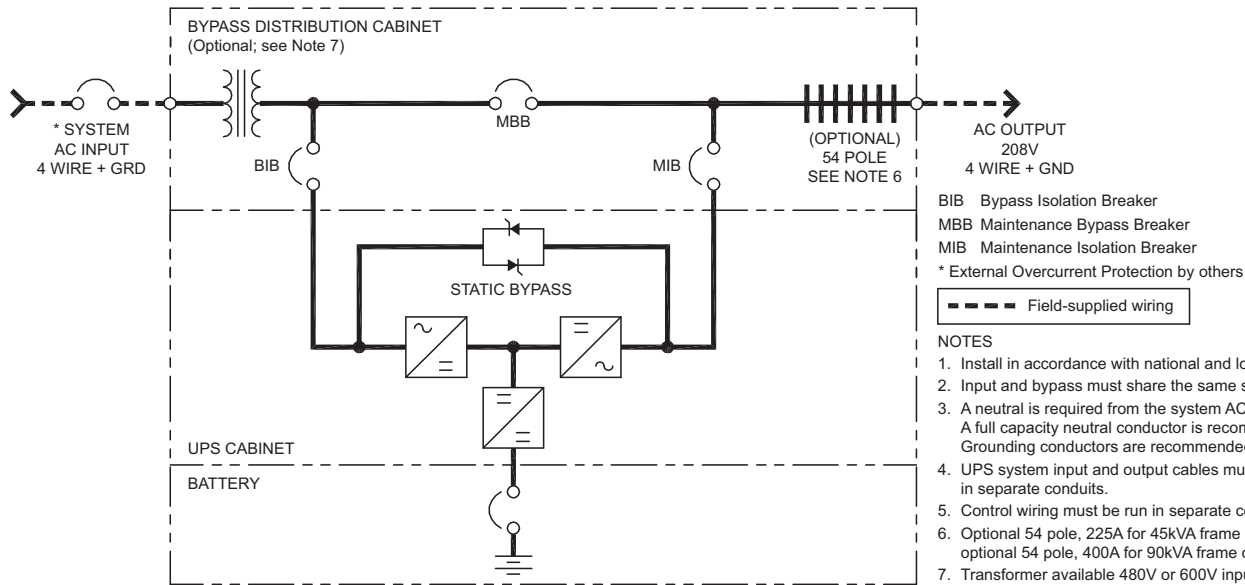 BYPASS DISTRIBUTION CABINET
(Optional; see Note 7)
* SYSTEM
AC INPUT
4 WIRE + GRD
BIB
MBB
MIB
(OPTIONAL)
54 POLE
SEE NOTE 6
AC OUTPUT
208V
4 WIRE + GND
BIB Bypass Isolation Breaker
MBB Maintenance Bypass Breaker
MIB Maintenance Isolation Breaker
* External Overcurrent Protection by others
Field-supplied wiring
STATIC BYPASS
UPS CABINET
BATTERY
NOTES
1. Install in accordance with national and
2. Input and bypass must share the same
3. A neutral is required from the system AC
A full capacity neutral conductor is
Grounding conductors are
4. UPS system input and output cables
in separate conduits.
5. Control wiring must be run in separate
6. Optional 54 pole, 225A for 45kVA frame
optional 54 pole, 400A for 90kVA frame
7. Transformer available 480V or 600V